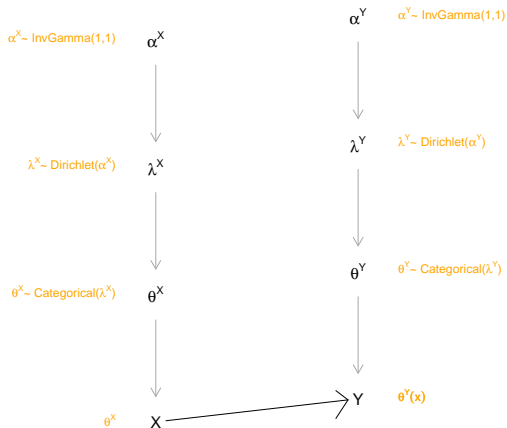 α^Y α^Y~ InvGamma(1,1)
α^X~ InvGamma(1,1) α^X
λ^Y λ^Y~ Dirichlet(α^Y)
λ^X~ Dirichlet(α^X) λ^X
θ^Y θ^Y~ Categorical(λ^Y)
θ^X~ Categorical(λ^X) θ^X
Y θ^Y(x)
θ^X X